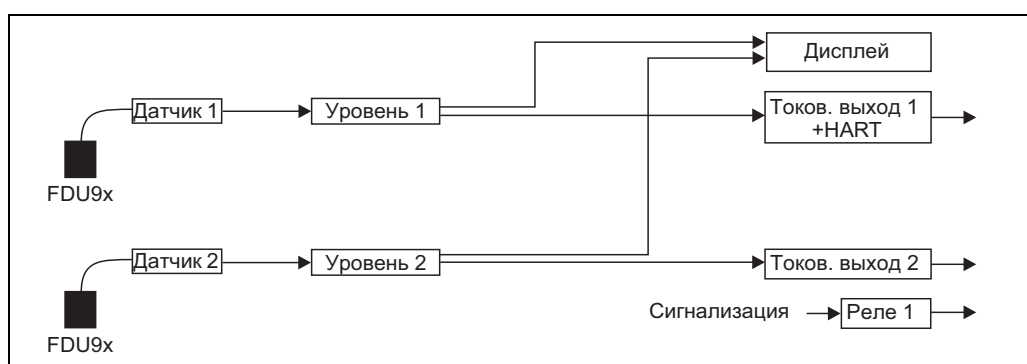 Дисплей
Датчик 1
Уровень 1
Токов. выход 1
+HART
FDU9x
Датчик 2
Уровень 2
Токов. выход 2
FDU9x
Сигнализация
Реле 1